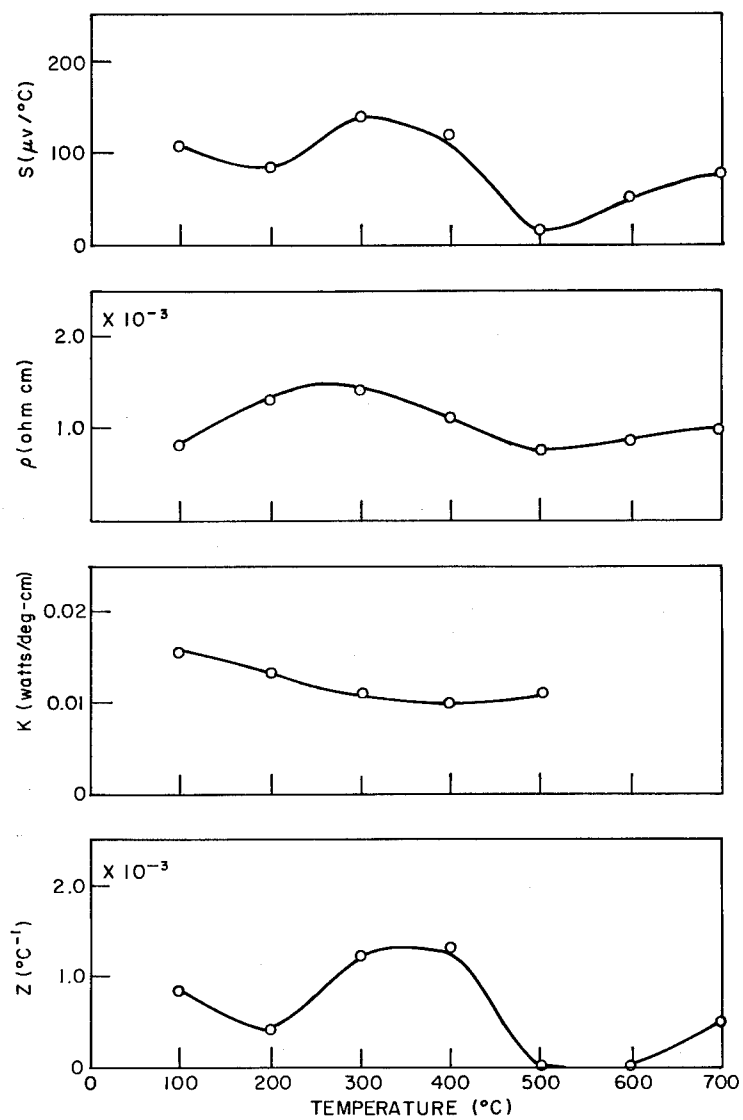 200
100
0
S (μv/°C)
X 10⁻³
2.0
1.0
ρ (ohm cm)
0.02
0.01
0
K (watts/deg-cm)
X 10⁻³
2.0
1.0
0
Z (°C⁻¹)
0 100 200 300 400 500 600 700
TEMPERATURE (°C)